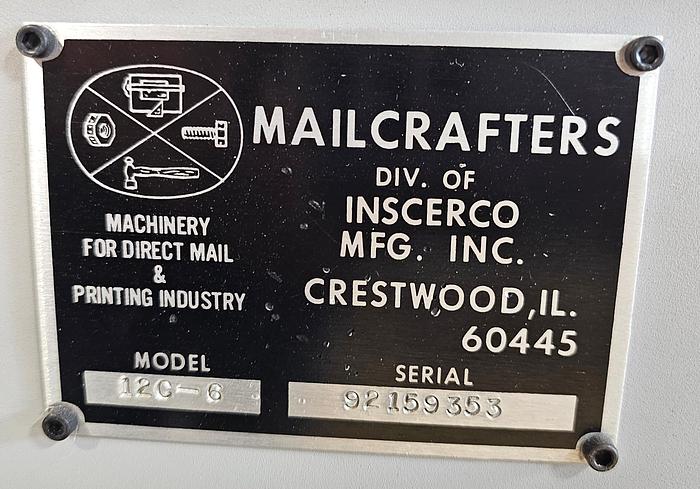 MAILCRAFTERS
DIV. OF
INSCERCO
MFG. INC.
CRESTWOOD, IL.
60445
MACHINERY
FOR DIRECT MAIL
&
PRINTING INDUSTRY
MODEL
12C-6
SERIAL
92159353